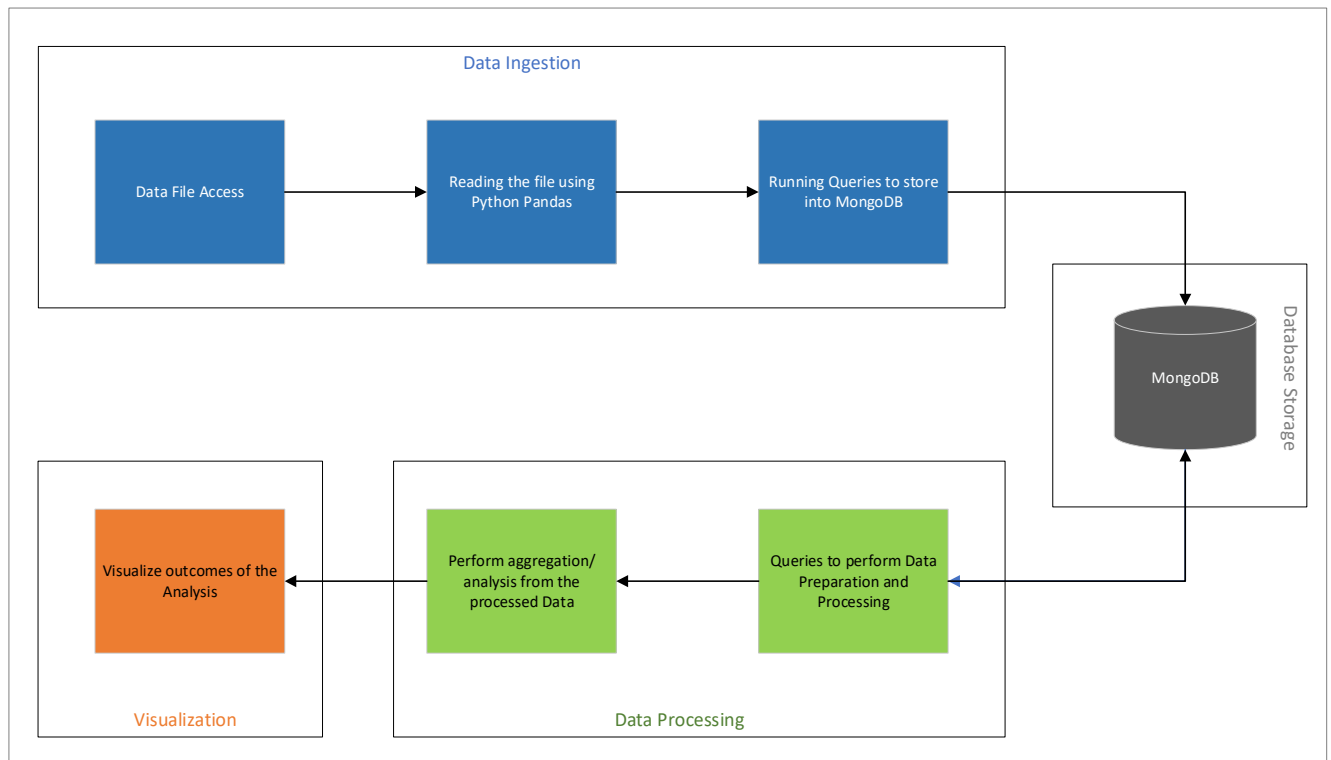 Data Ingestion
Data File Access
Reading the file using
Python Pandas
Running Queries to store
into MongoDB
MongoDB
Database Storage
Visualize outcomes of the
Analysis
Perform aggregation/
analysis from the
processed Data
Queries to perform Data
Preparation and
Processing
Visualization
Data Processing